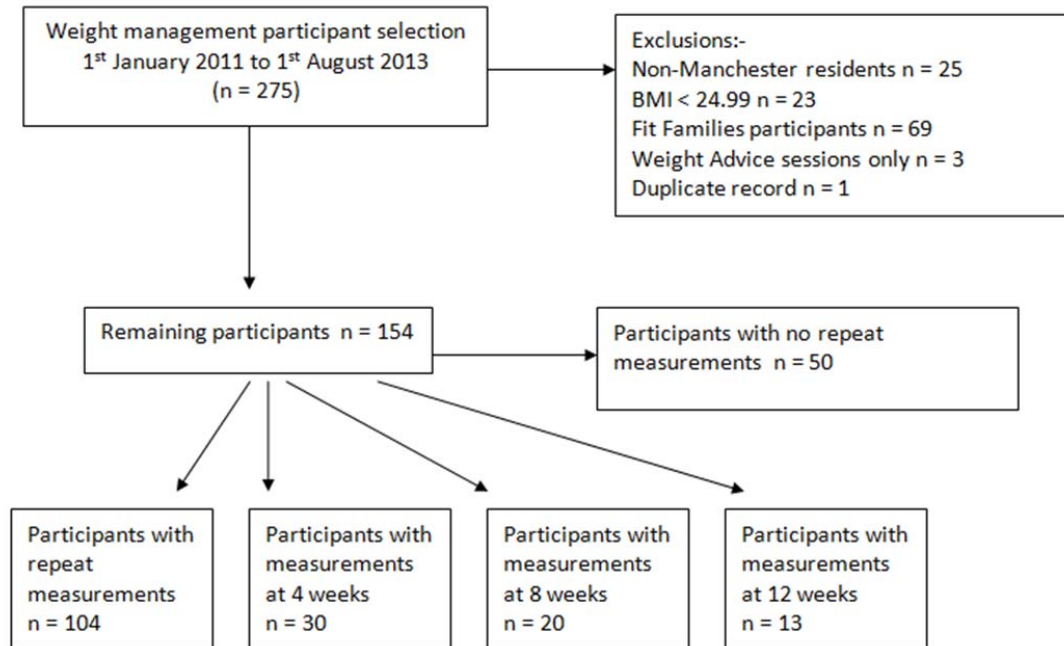 Weight management participant selection
1st January 2011 to 1st August 2013
(n = 275)
Exclusions:-
Non-Manchester residents n = 25
BMI < 24.99 n = 23
Fit Families participants n = 69
Weight Advice sessions only n = 3
Duplicate record n = 1
Remaining participants n = 154
Participants with no repeat
measurements n = 50
Participants with
repeat
measurements
n = 104
Participants with
measurements
at 4 weeks
n = 30
Participants with
measurements
at 8 weeks
n = 20
Participants with
measurements
at 12 weeks
n = 13